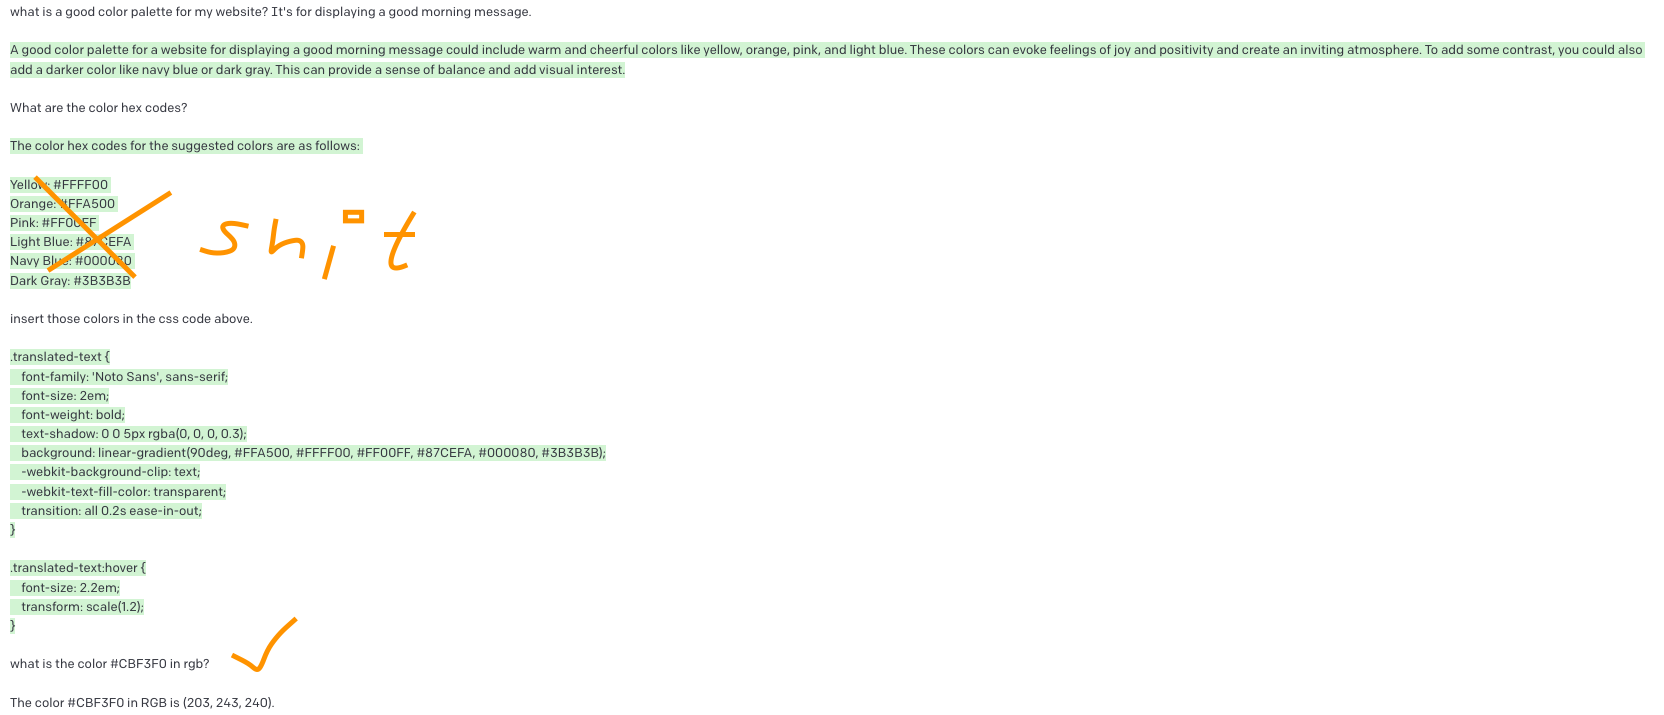 what is a good color palette for my website? It's for displaying a good morning message.
A good color palette for a website for displaying a good morning message could include warm and cheerful colors like yellow, orange, pink, and light blue. These colors can evoke feelings of joy and positivity and create an inviting atmosphere. To add some contrast, you could also
add a darker color like navy blue or dark gray. This can provide a sense of balance and add visual interest.
What are the color hex codes?
The color hex codes for the suggested colors are as follows:
Yellow: #FFFF00
Orange: #FFA500
Pink: #FF00FF
Light Blue: #87CEFA
Navy Blue: #000080
Dark Gray: #3B3B3B
shit
insert those colors in the css code above.
.translated-text {
font-family: 'Noto Sans', sans-serif;
font-size: 2em;
font-weight: bold;
text-shadow: 0 0 5px rgba(0, 0, 0, 0.3);
background: linear-gradient(90deg, #FFA500, #FFFF00, #FF00FF, #87CEFA, #000080, #3B3B3B);
-webkit-background-clip: text;
-webkit-text-fill-color: transparent;
transition: all 0.2s ease-in-out;
}
.translated-text:hover {
font-size: 2.2em;
transform: scale(1.2);
}
what is the color #CBF3F0 in rgb?
The color #CBF3F0 in RGB is (203, 243, 240).